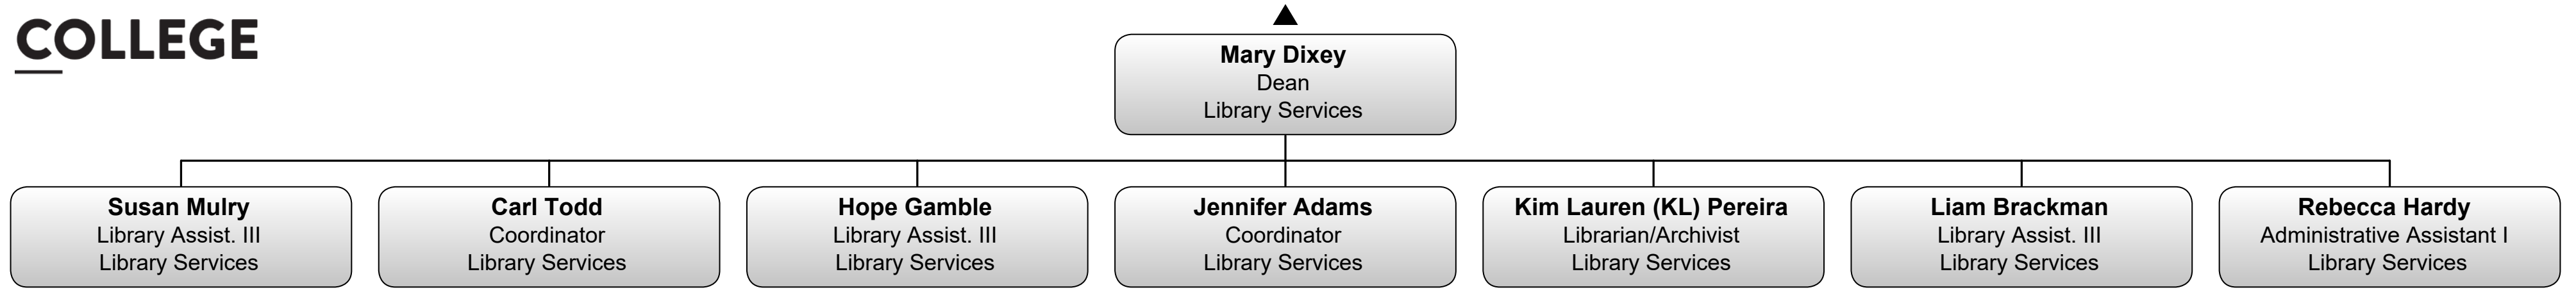 COLLEGE
Mary Dixey
Dean
Library Services
Susan Mulry
Library Assist. III
Library Services
Carl Todd
Coordinator
Library Services
Hope Gamble
Library Assist. III
Library Services
Jennifer Adams
Coordinator
Library Services
Kim Lauren (KL) Pereira
Librarian/Archivist
Library Services
Liam Brackman
Library Assist. III
Library Services
Rebecca Hardy
Administrative Assistant I
Library Services